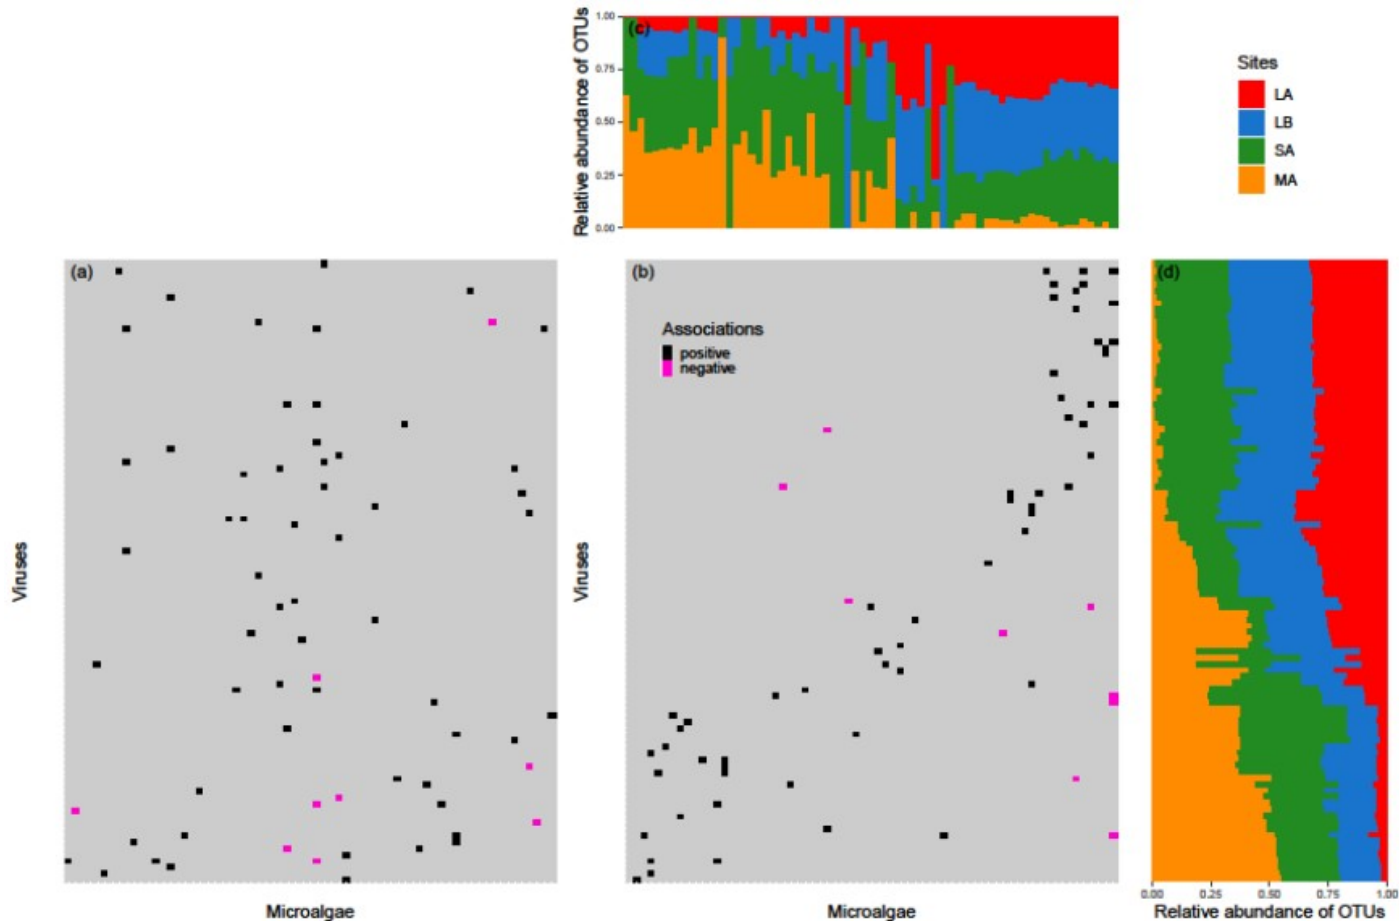 Relative abundance of OTUs
1.00
0.75
0.50
0.25
0.00
(c)
Sites
LA
LB
SA
MA
Viruses
(a)
Microalgae
Viruses
(b)
Associations
positive
negative
Microalgae
(d)
0.00 0.25 0.50 0.75 1.00
Relative abundance of OTUs